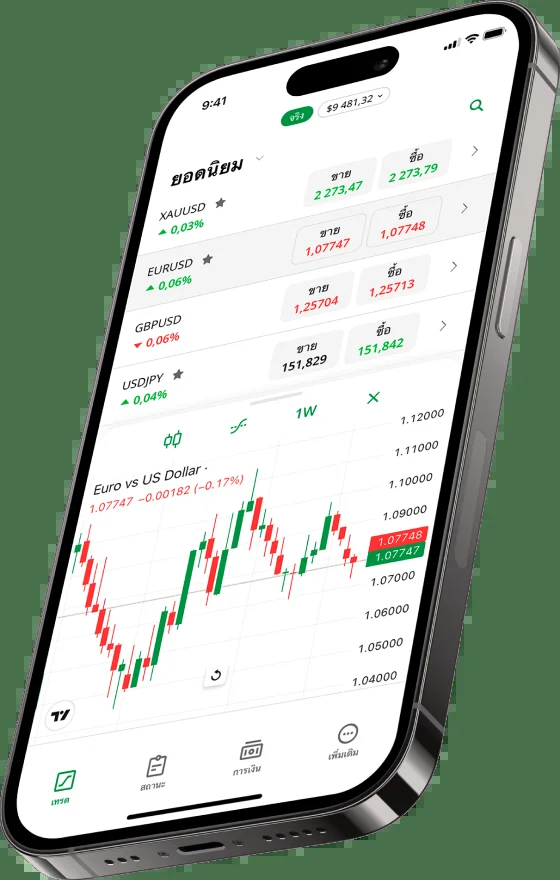 9:41
จริง
$9 481,32
ยอดนิยม
XAUUSD
0,03%
ขาย
2 273,47
ซื้อ
2 273,79
EURUSD
0,06%
ขาย
1,07747
ซื้อ
1,07748
GBPUSD
0,06%
ขาย
1,25704
ซื้อ
1,25713
USDJPY
0,04%
ขาย
151,829
ซื้อ
151,842
1W
Euro vs US Dollar ·
1.07747 −0.00182 (−0.17%)
1.12000
1.11000
1.10000
1.09000
1.07748
1.07747
1.07000
1.06000
1.05000
1.04000
เทรด
สถานะ
การเงิน
เพิ่มเติม